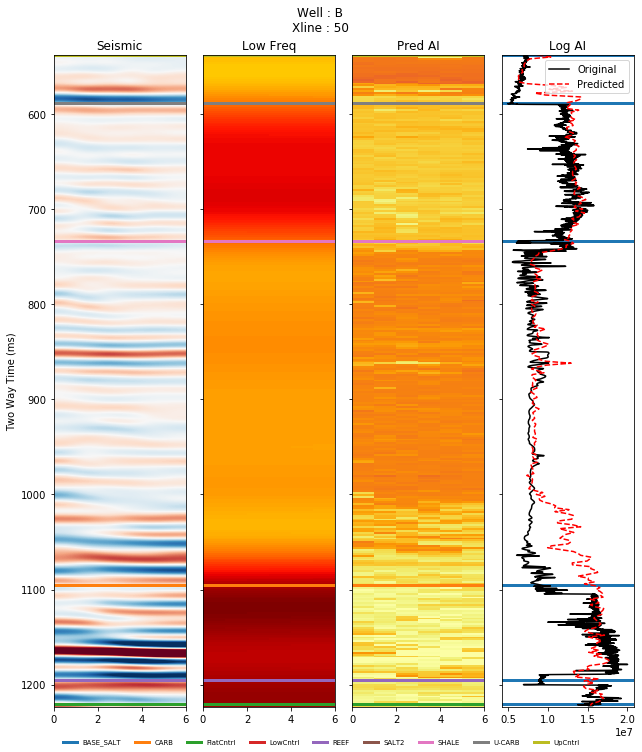 Well : B
Xline : 50
Seismic
Low Freq
Pred AI
Log AI
Original
Predicted
Two Way Time (ms)
600
700
800
900
1000
1100
1200
0 2 4 6
0 2 4 6
0 2 4 6
0.5 1.0 1.5 2.0
1e7
BASE_SALT CARB FlatCntrl LowCntrl REEF SALT2 SHALE U-CARB UpCntrl